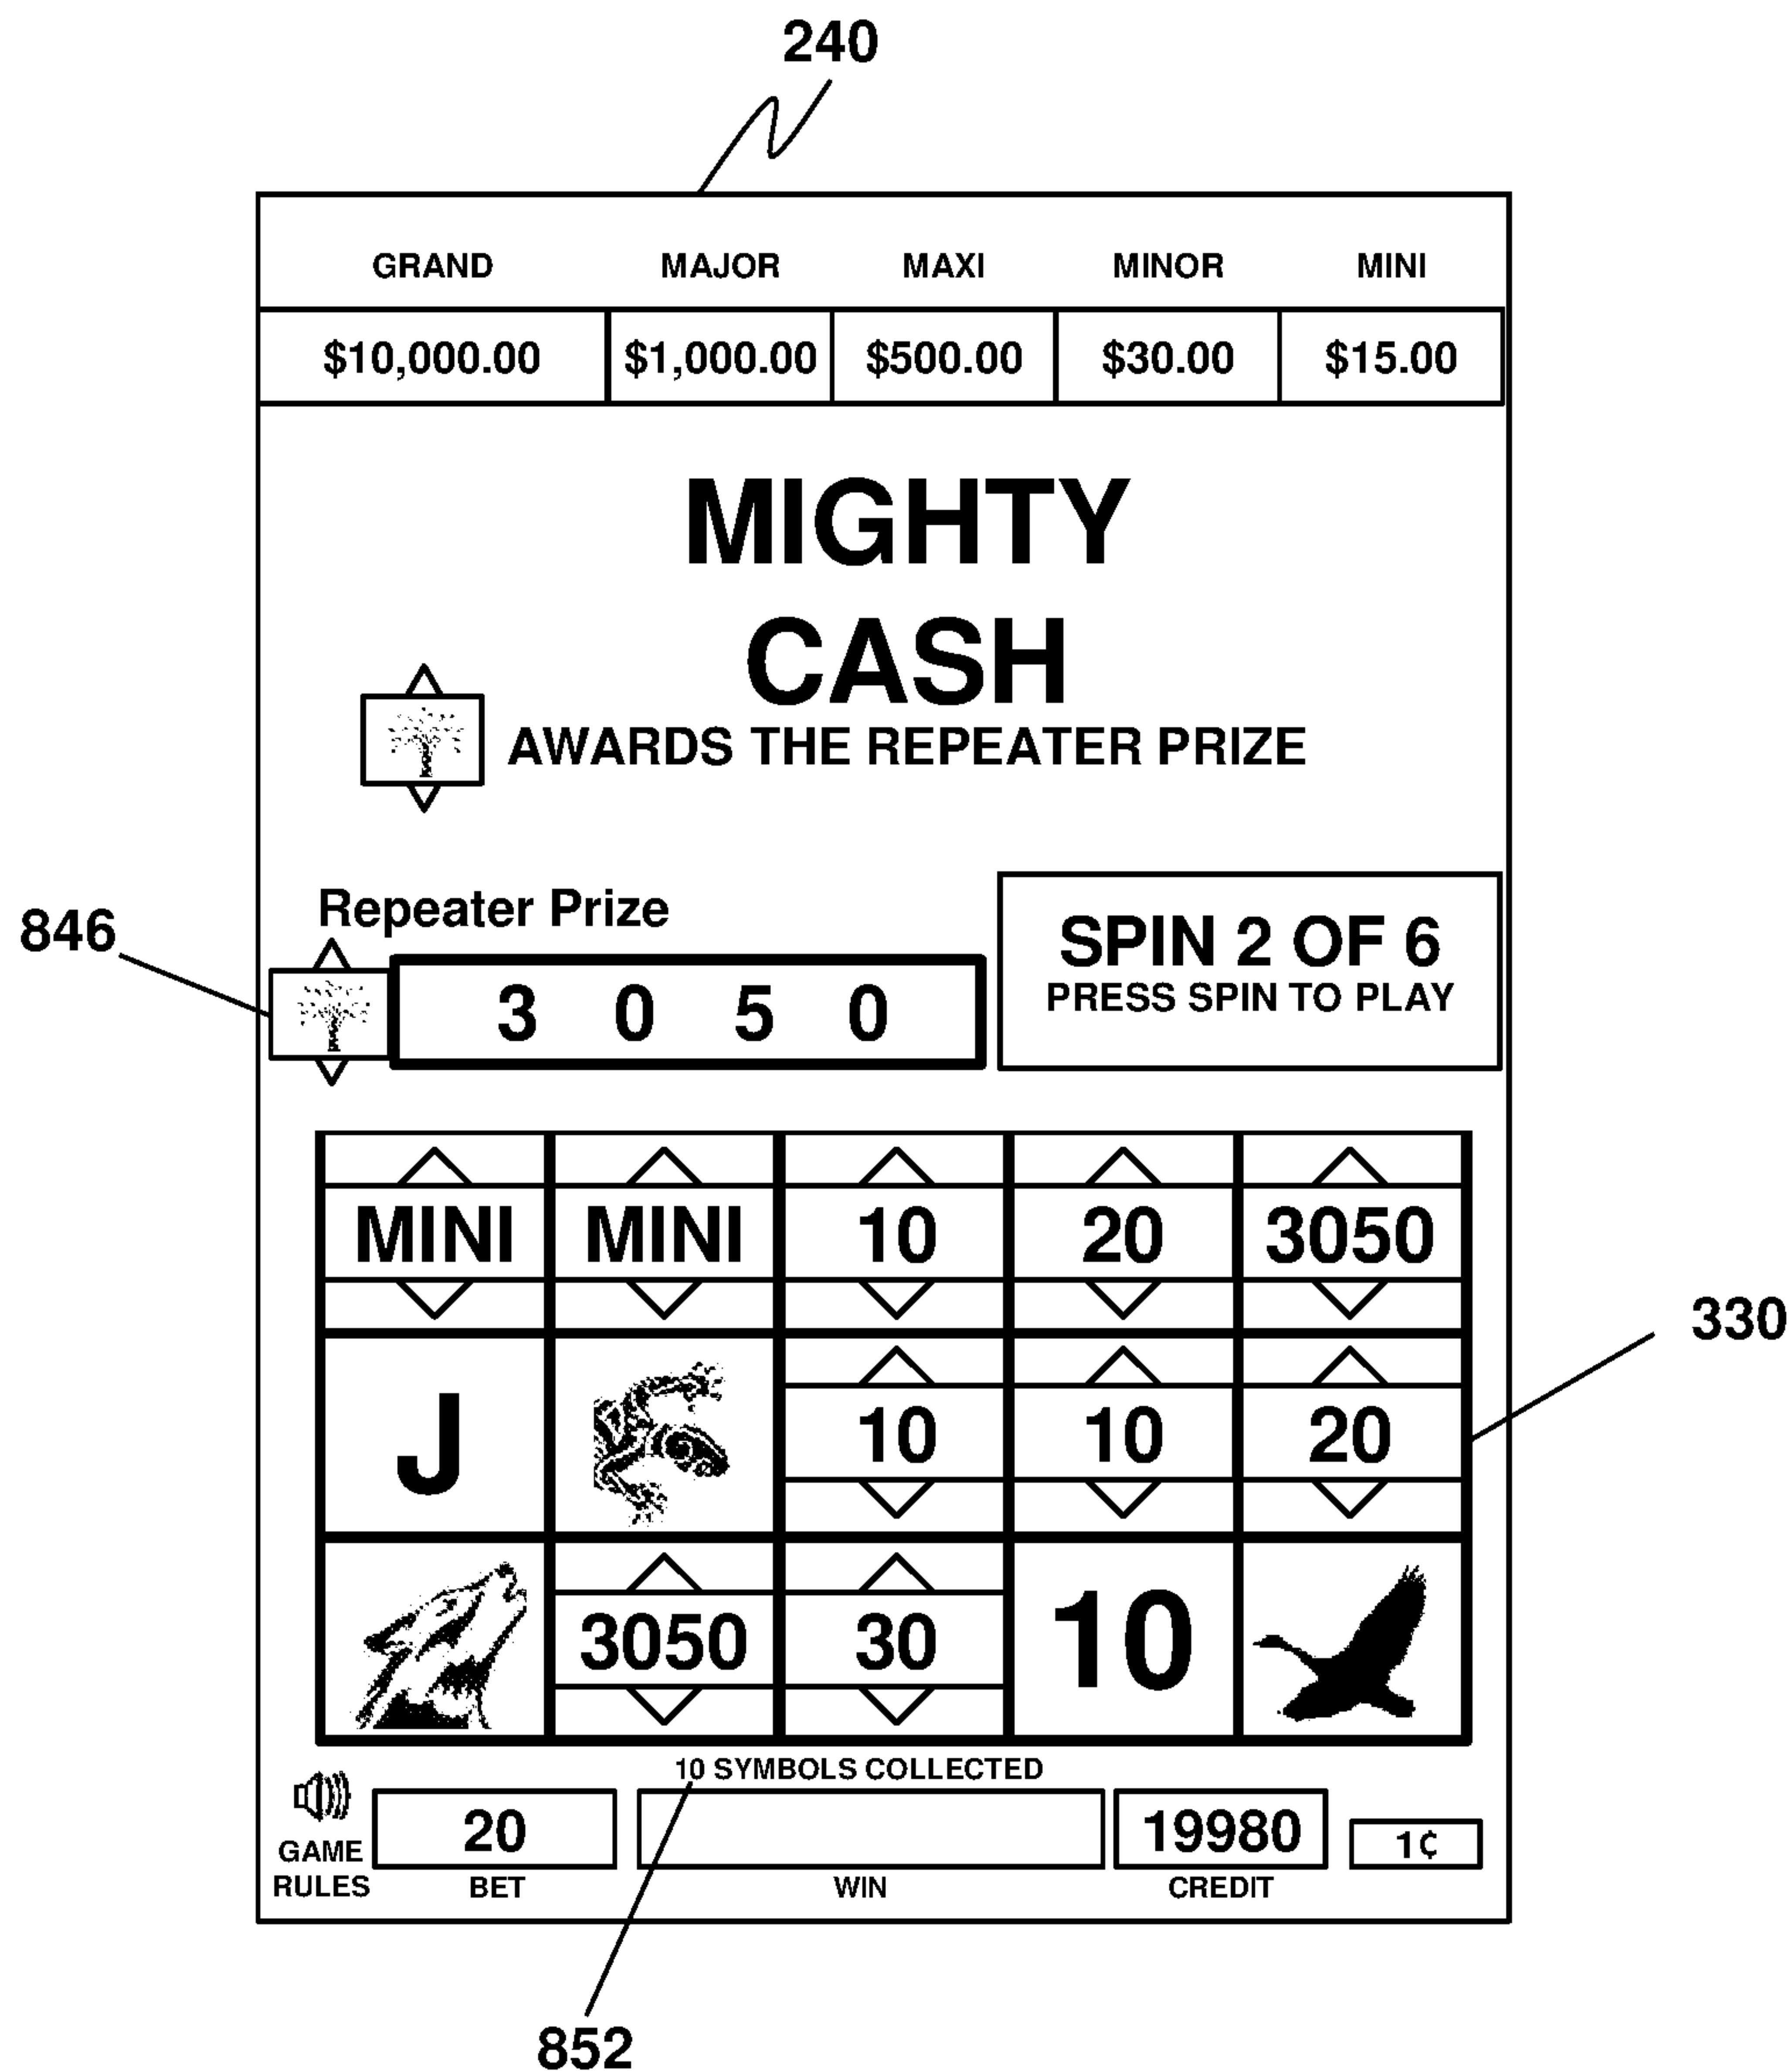 240
GRAND MAJOR MAXI MINOR MINI
$10,000.00 $1,000.00 $500.00 $30.00 $15.00
MIGHTY
CASH
AWARDS THE REPEATER PRIZE
846
Repeater Prize
3 0 5 0
SPIN 2 OF 6
PRESS SPIN TO PLAY
MINI MINI 10 20 3050
330
J 10 10 20
3050 30 10
10 SYMBOLS COLLECTED
GAME
RULES
20
BET
WIN
19980
CREDIT
1¢
852